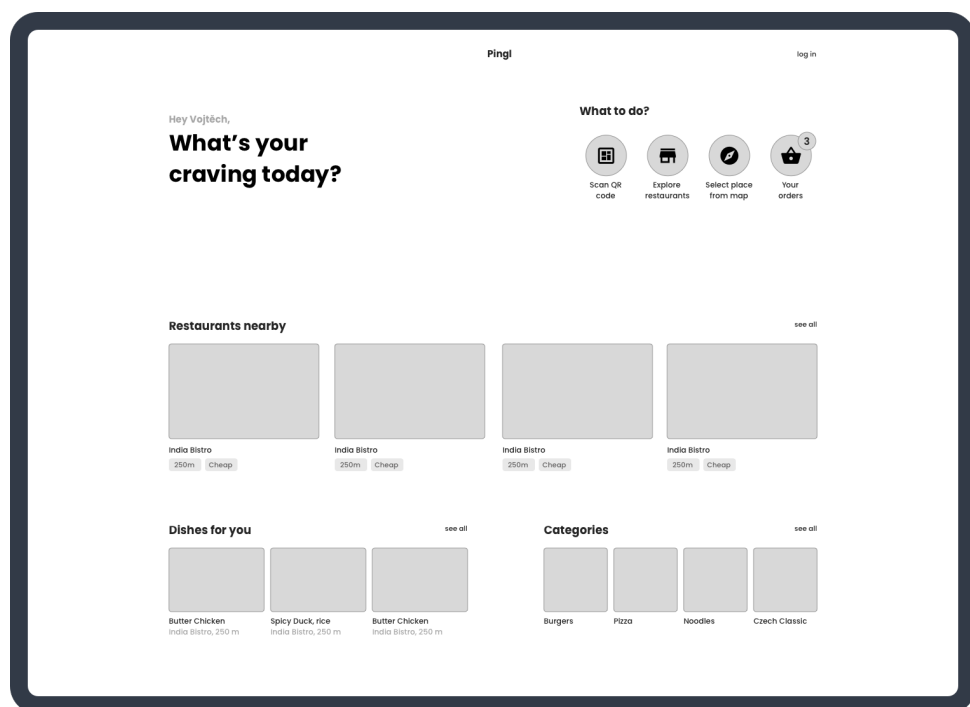 Pingl
log in
Hey Vojtěch,
What's your
craving today?
What to do?
3
Scan QR
code
Explore
restaurants
Select place
from map
Your
orders
Restaurants nearby
see all
India Bistro
250m Cheap
India Bistro
250m Cheap
India Bistro
250m Cheap
India Bistro
250m Cheap
Dishes for you
see all
Butter Chicken
India Bistro, 250 m
Spicy Duck, rice
India Bistro, 250 m
Butter Chicken
India Bistro, 250 m
Categories
see all
Burgers
Pizza
Noodles
Czech Classic